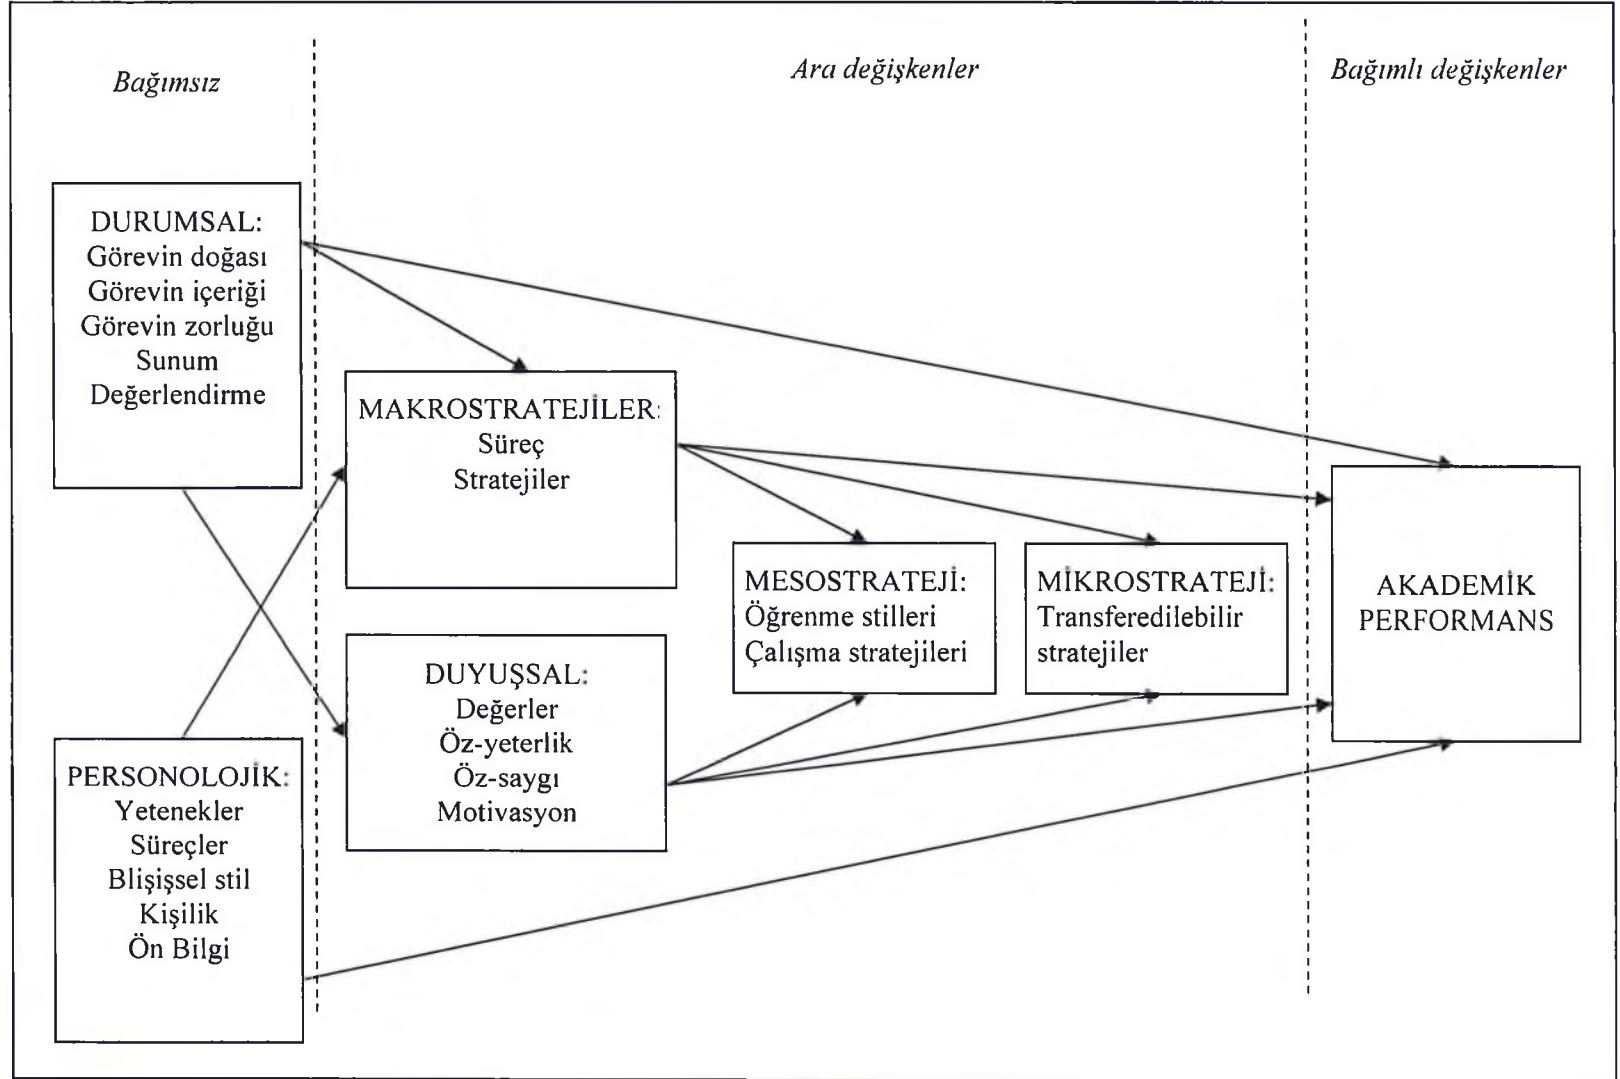 Bağımsız
Ara değişkenler
Bağımlı değişkenler
DURUMSAL:
Görevin doğası
Görevin içeriği
Görevin zorluğu
Sunum
Değerlendirme
MAKROSTRATEJİLER:
Süreç
Stratejiler
MESOSTRATEJİ:
Öğrenme stilleri
Çalışma stratejileri
MİKROSTRATEJİ:
Transferedilebilir
stratejiler
AKADEMİK
PERFORMANS
DUYUŞSAL:
Değerler
Öz-yeterlik
Öz-saygı
Motivasyon
PERSONOLOJİK:
Yetenekler
Süreçler
Blişişsel stil
Kişilik
Ön Bilgi